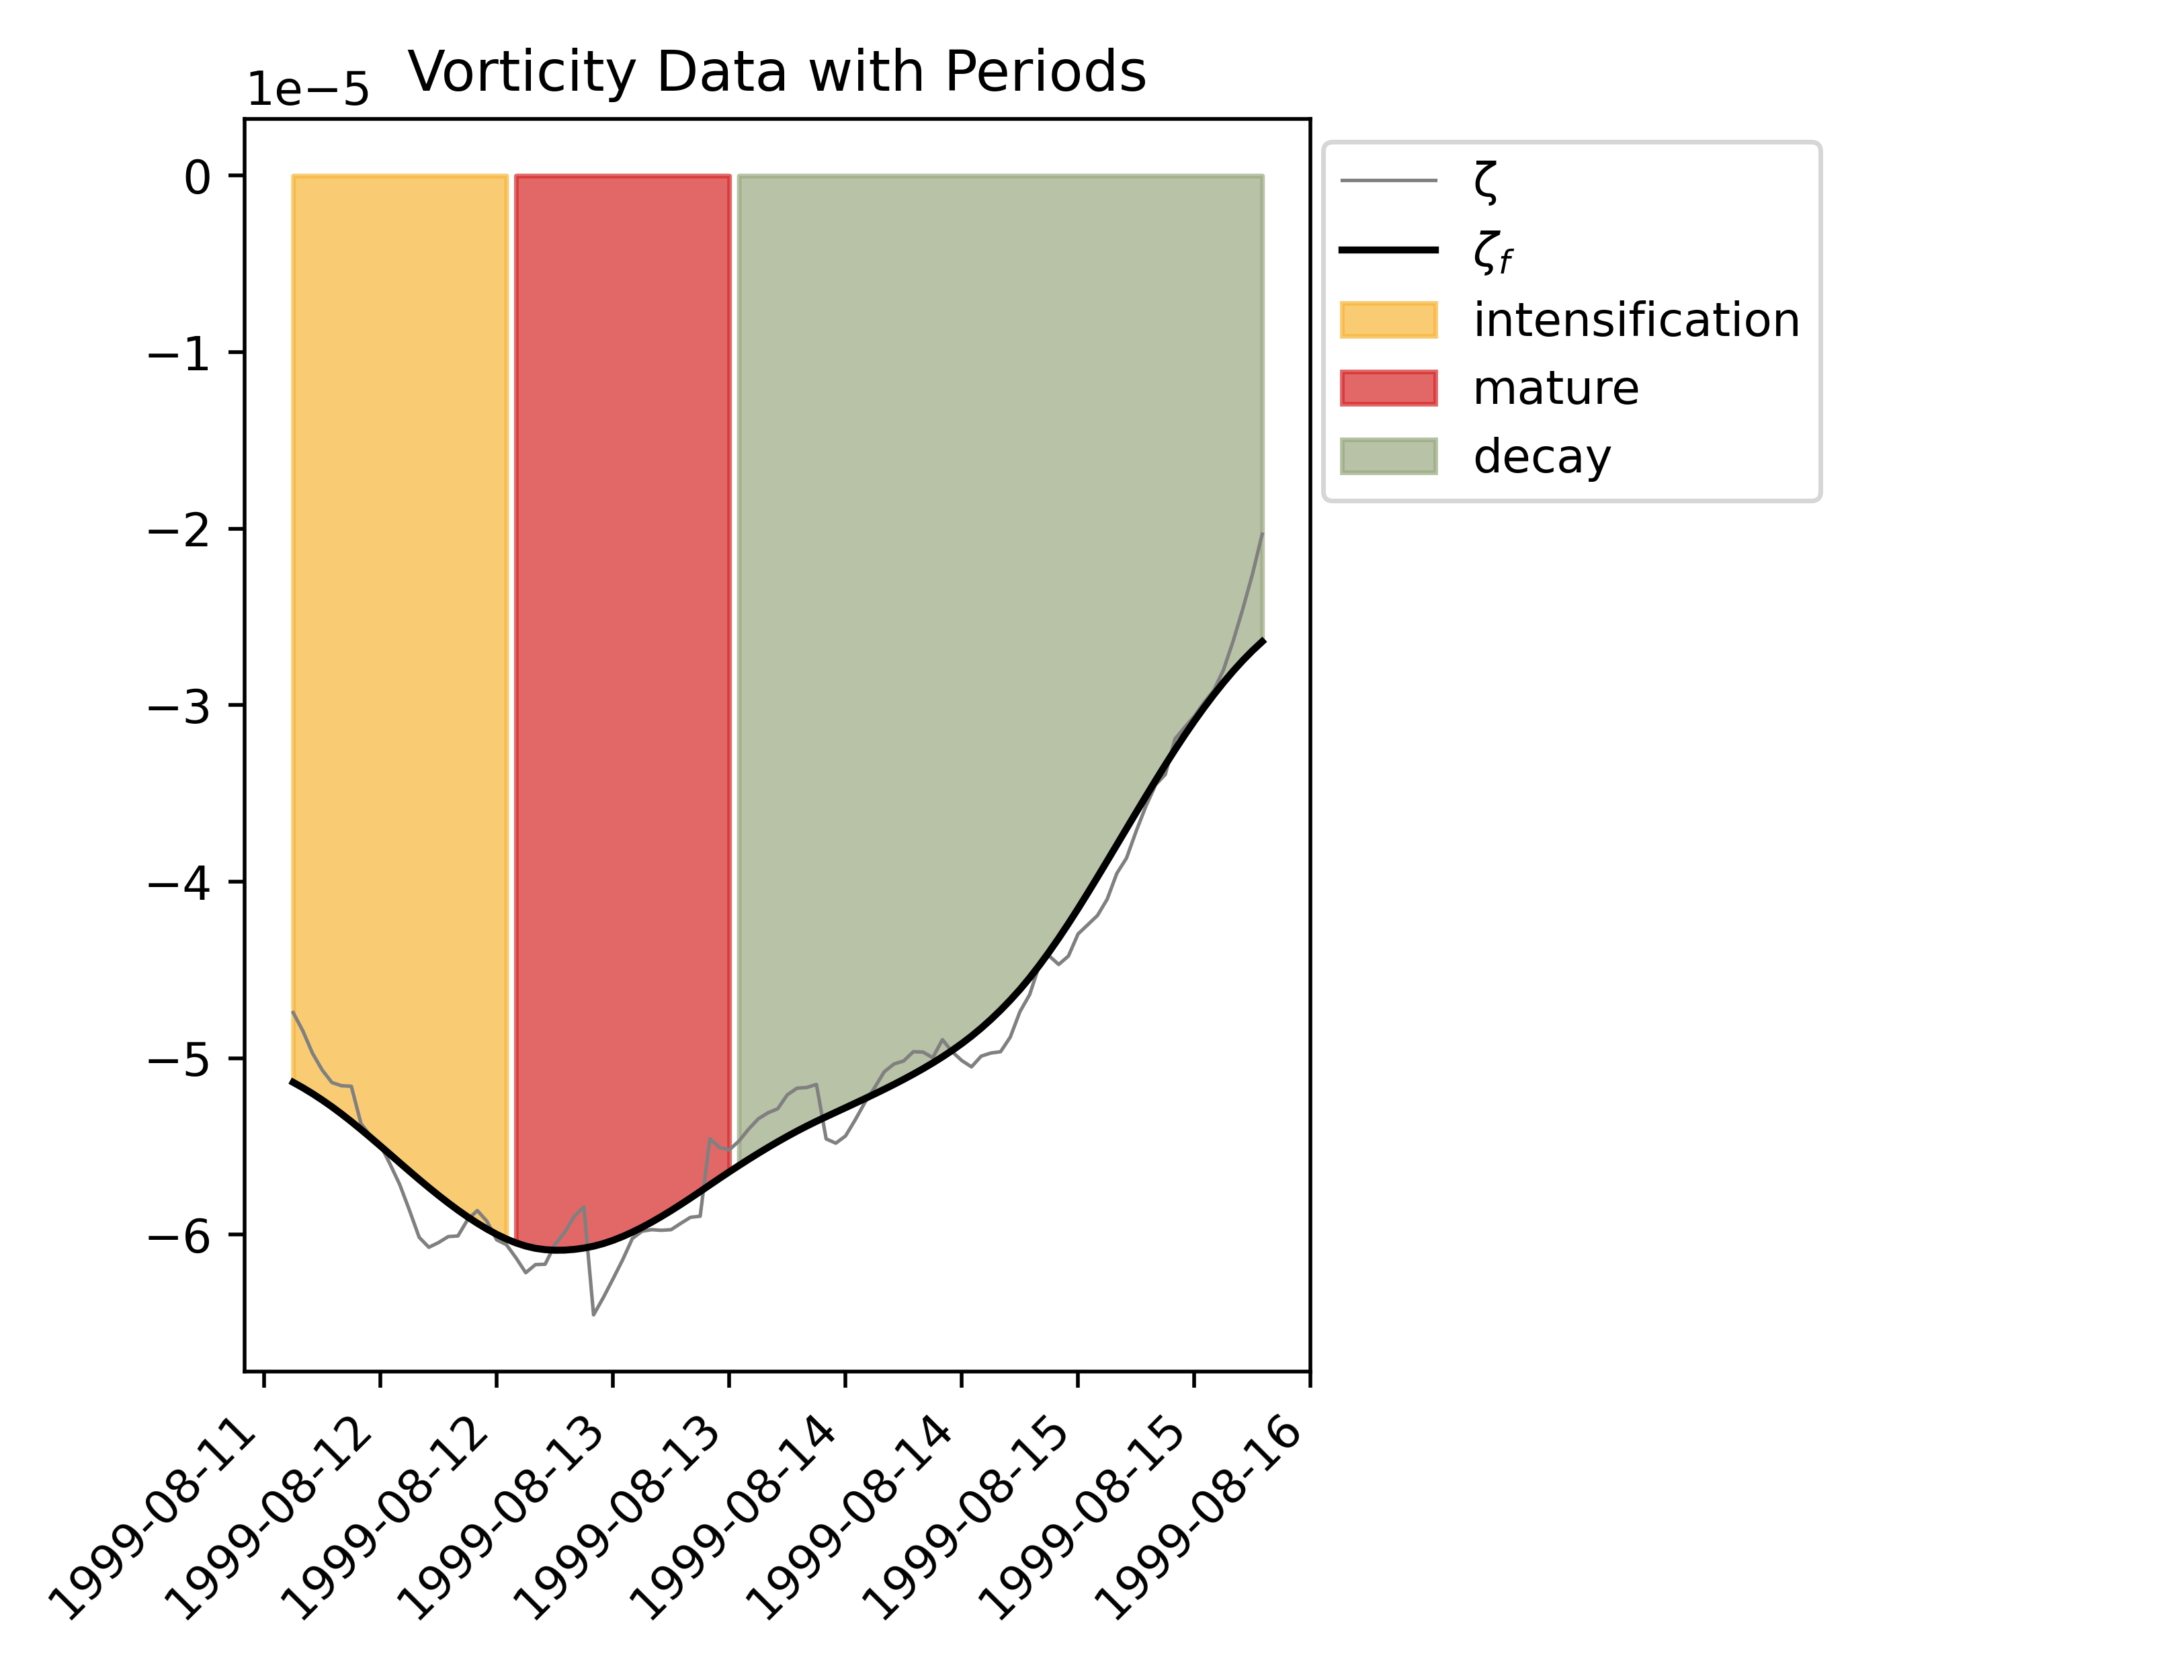 Vorticity Data with Periods
1e−5
0
−1
−2
−3
−4
−5
−6
1999-08-11
1999-08-12
1999-08-12
1999-08-13
1999-08-13
1999-08-14
1999-08-14
1999-08-15
1999-08-15
1999-08-16
ζ
ζf
intensification
mature
decay